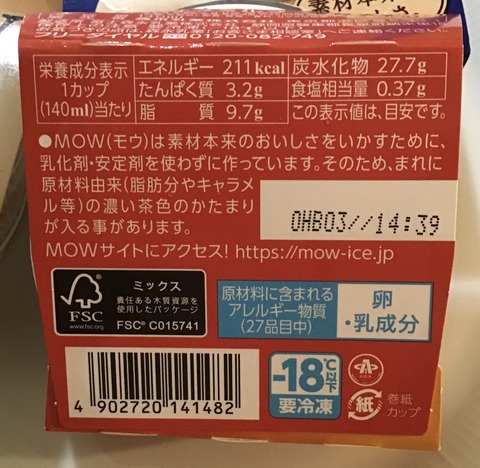 栄養成分表示
1カップ
(140ml)当たり
エネルギー 211kcal 炭水化物 27.7g
たんぱく質 3.2g 食塩相当量 0.37g
脂質 9.7g この表示値は、目安です。
●MOW(モウ)は素材本来のおいしさをいかすために、
乳化剤・安定剤を使わずに作っています。そのため、まれに
原材料由来(脂肪分やキャラメ
ル等)の濃い茶色のかたまり
が入る事があります。
OHB03//14:39
MOWサイトにアクセス! https://mow-ice.jp
FSC
www.fsc.org
ミックス
責任ある木質資源を
使用したパッケージ
FSC® C015741
原材料に含まれる
アレルギー物質
(27品目中)
卵
・乳成分
4 902720 141482
-18℃以下
要冷凍
紙
巻紙
カップ